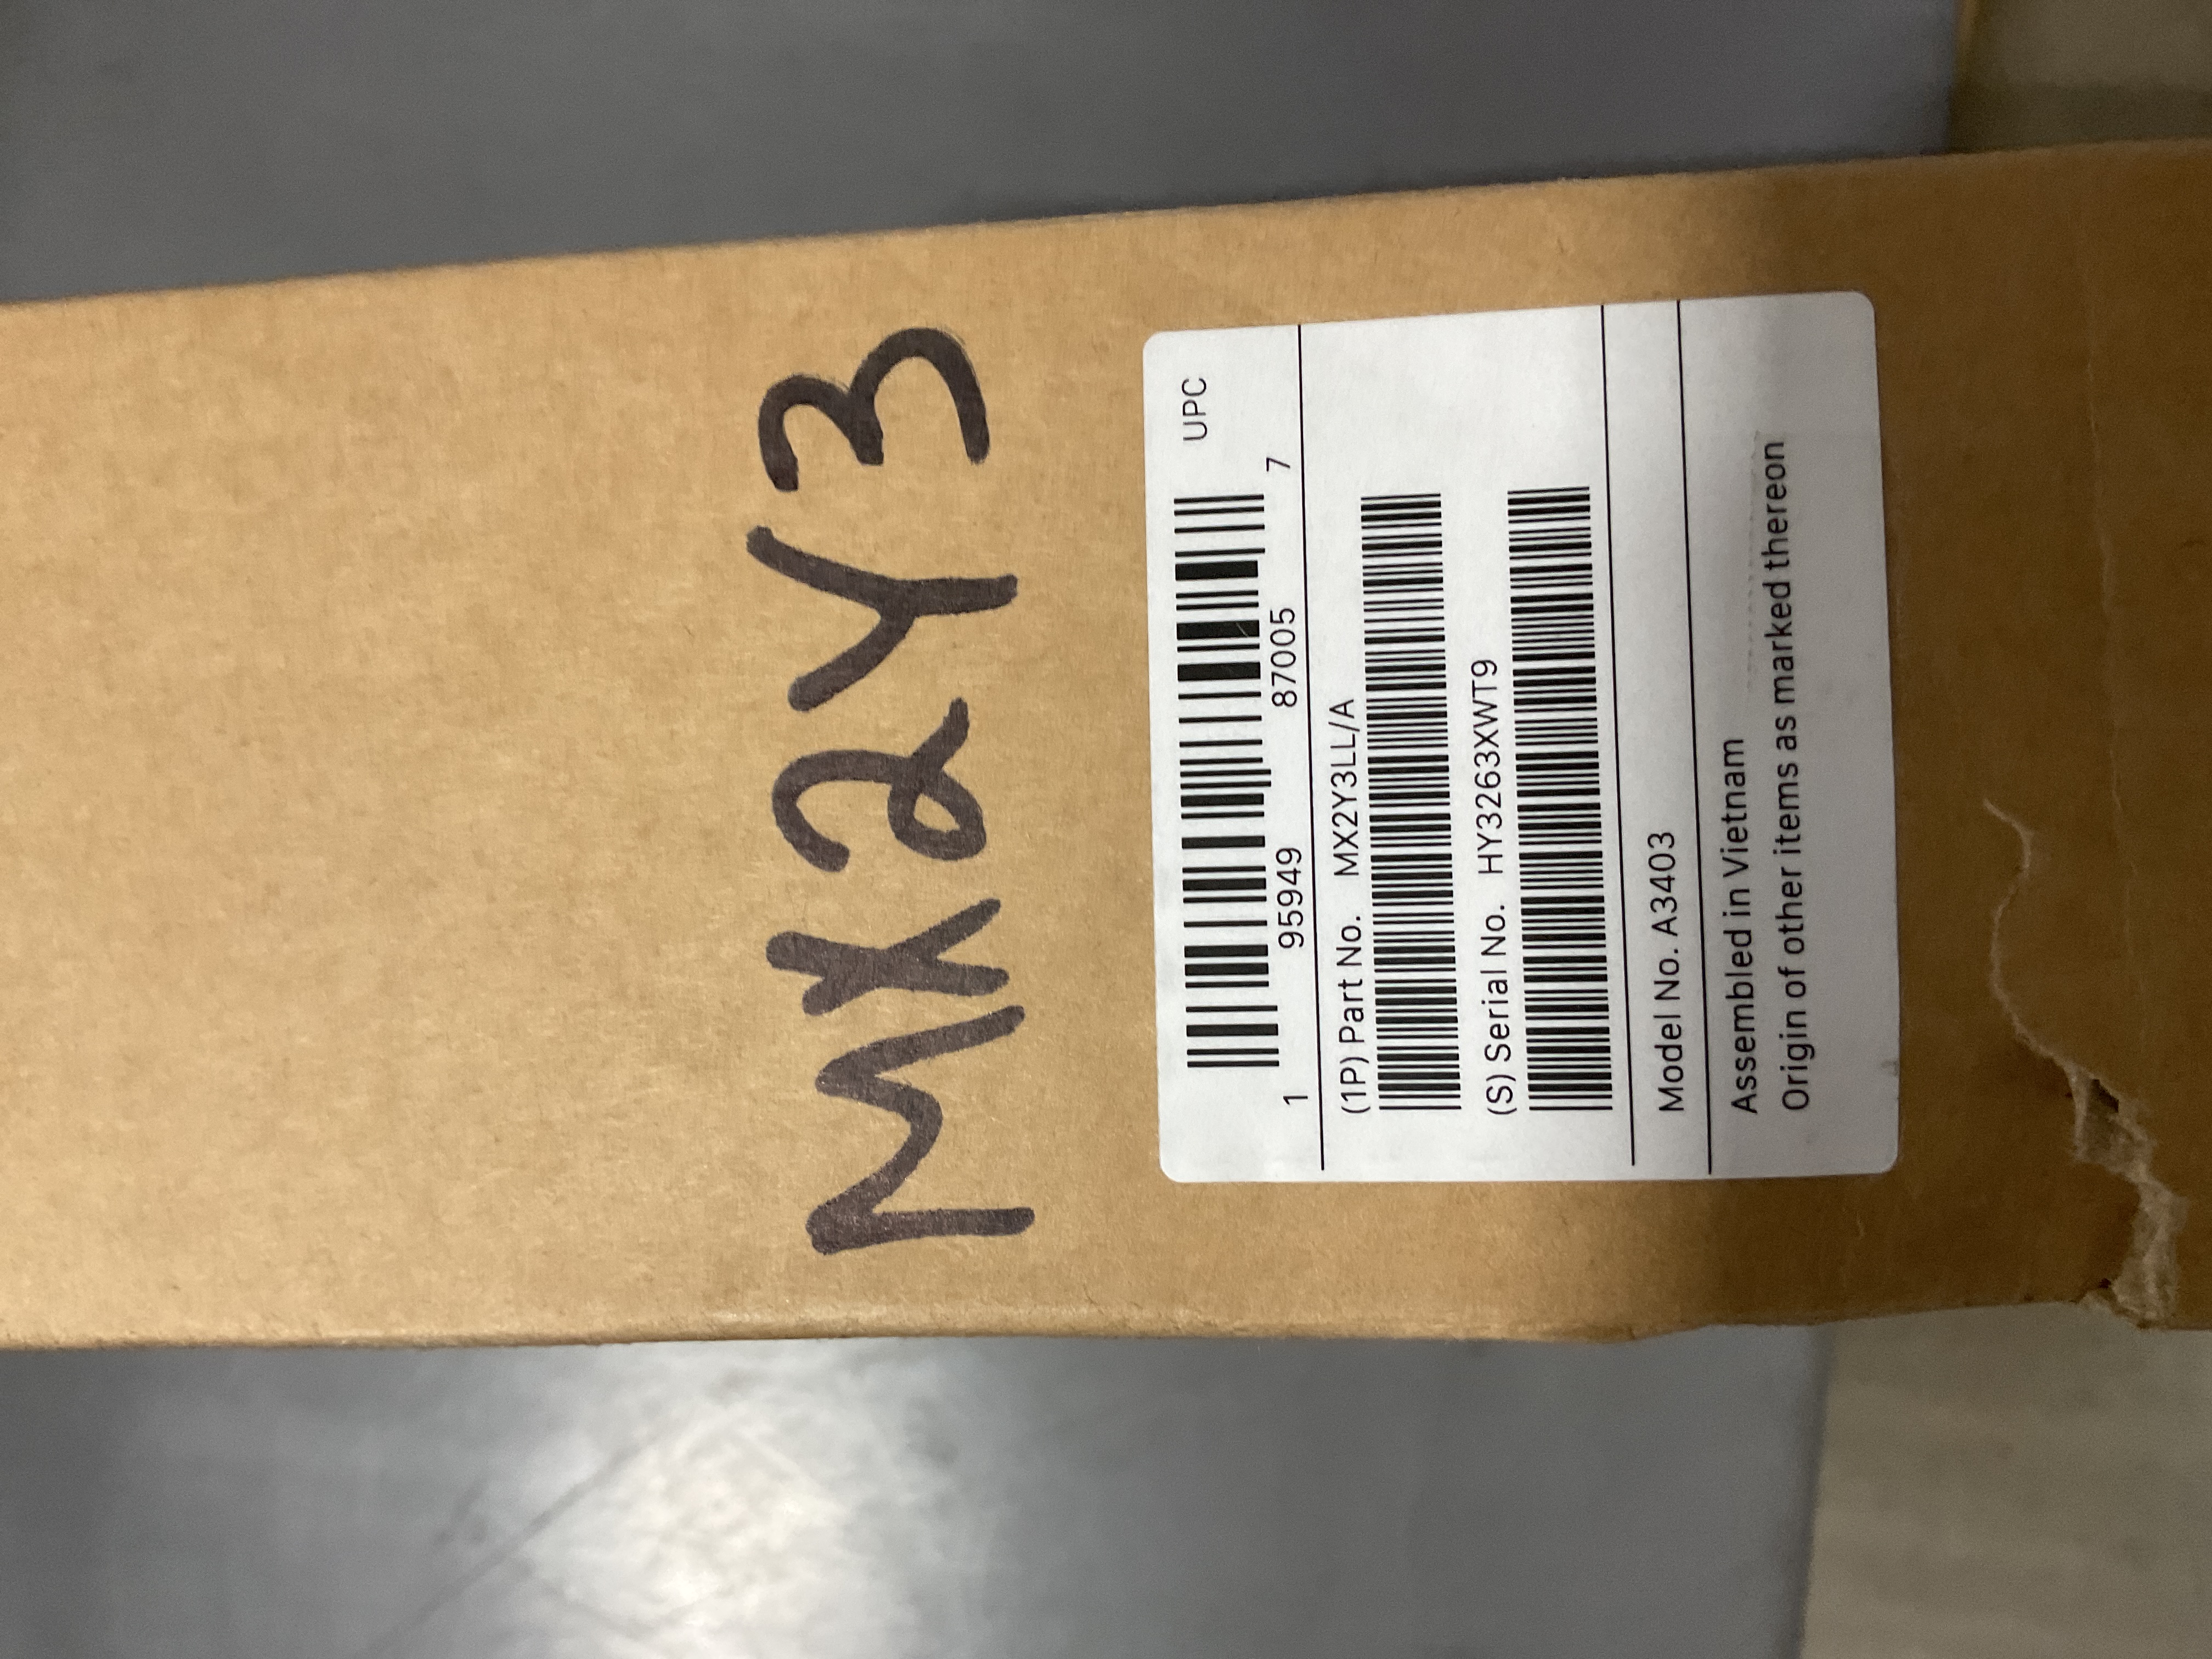 MX2Y3
UPC
1 95949 87005 7
(1P) Part No. MX2Y3LL/A
(S) Serial No. HY3263XWT9
Model No. A3403
Assembled in Vietnam
Origin of other items as marked thereon